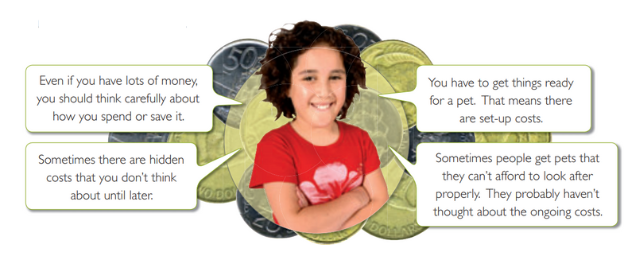 Even if you have lots of money,
you should think carefully about
how you spend or save it.
You have to get things ready
for a pet. That means there
are set-up costs.
Sometimes there are hidden
costs that you don't think
about until later.
Sometimes people get pets that
they can't afford to look after
properly. They probably haven't
thought about the ongoing costs.
50